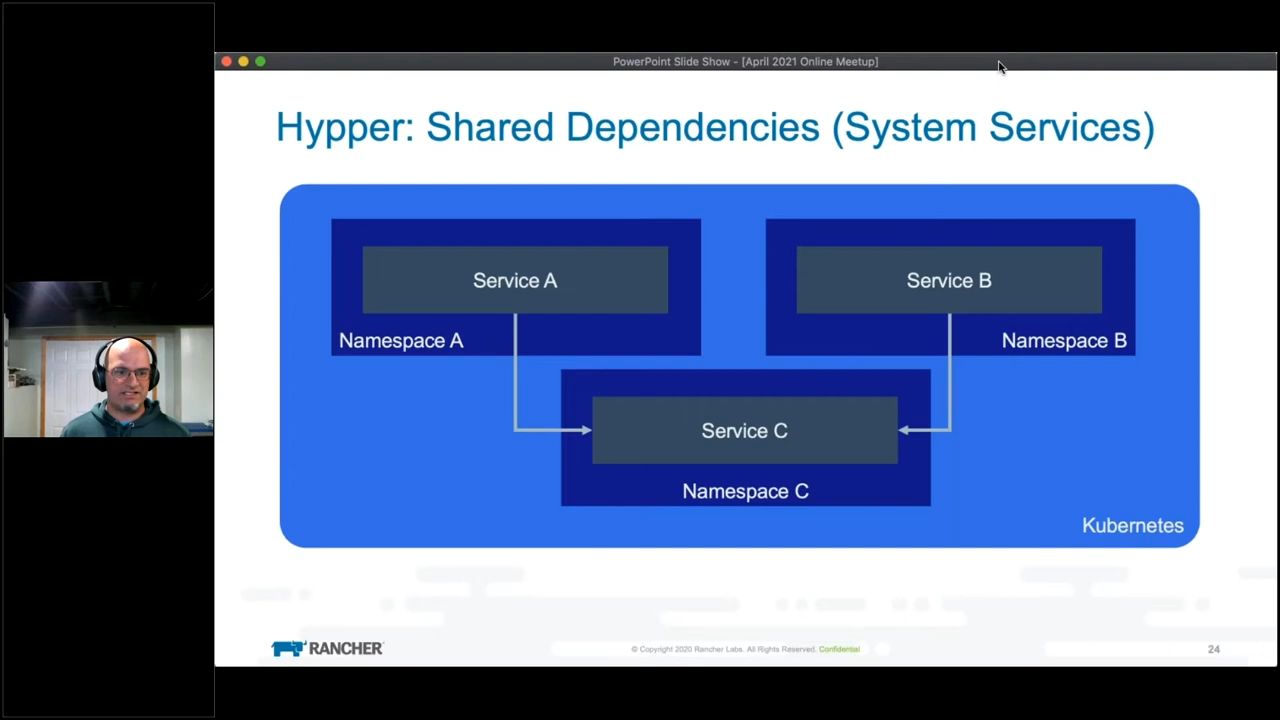 PowerPoint Slide Show - [April 2021 Online Meetup]
Hypper: Shared Dependencies (System Services)
Service A
Service B
Namespace A
Namespace B
Service C
Namespace C
Kubernetes
RANCHER
© Copyright 2020 Rancher Labs. All Rights Reserved. Confidential
24